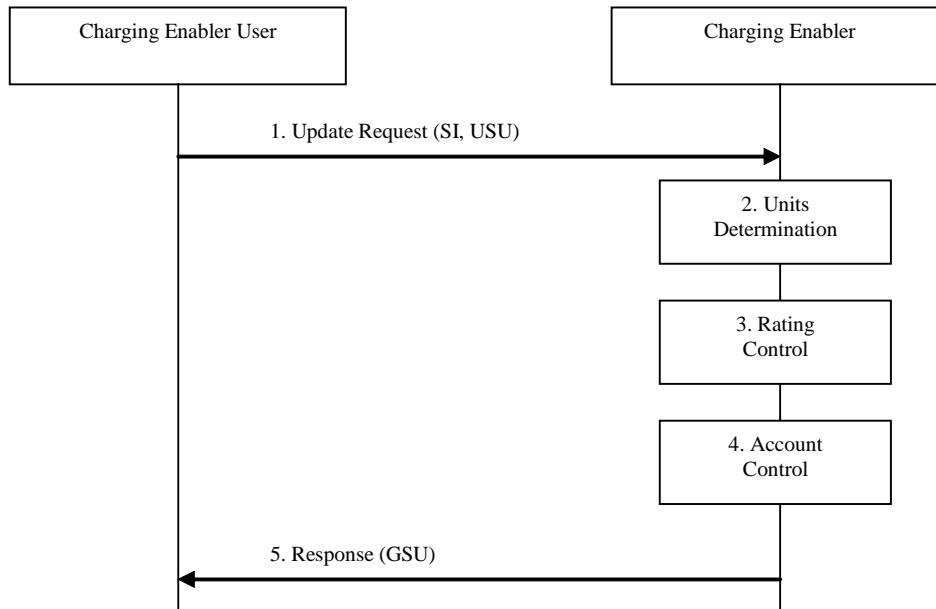 Charging Enabler User
Charging Enabler
1. Update Request (SI, USU)
2. Units
Determination
3. Rating
Control
4. Account
Control
5. Response (GSU)